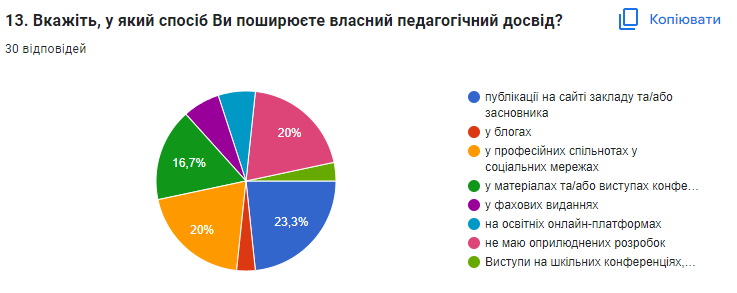 13. Вкажіть, у який спосіб Ви поширюєте власний педагогічний досвід?
Копіювати
30 відповідей
20%
16,7%
20%
23,3%
публікації на сайті закладу та/або
засновника
у блогах
у професійних спільнотах у
соціальних мережах
у матеріалах та/або виступах конфе…
у фахових виданнях
на освітніх онлайн-платформах
не маю оприлюднених розробок
Виступи на шкільних конференціях,…